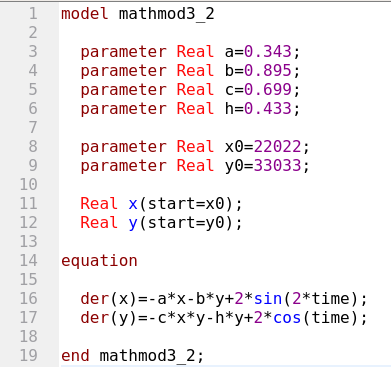 1 model mathmod3_2
2
3 parameter Real a=0.343;
4 parameter Real b=0.895;
5 parameter Real c=0.699;
6 parameter Real h=0.433;
7
8 parameter Real x0=22022;
9 parameter Real y0=33033;
10
11 Real x(start=x0);
12 Real y(start=y0);
13
14 equation
15
16 der(x)=-a*x-b*y+2*sin(2*time);
17 der(y)=-c*x*y-h*y+2*cos(time);
18
19 end mathmod3_2;